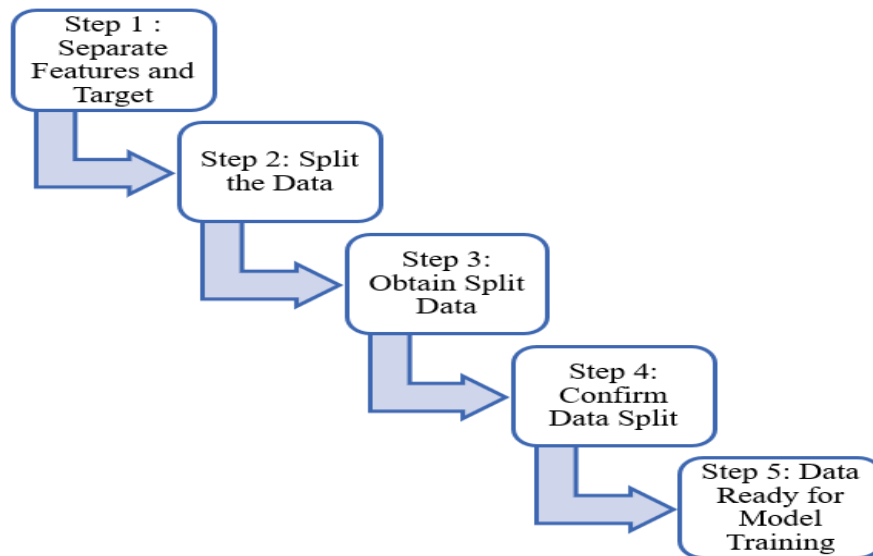 Step 1 :
Separate
Features and
Target
Step 2: Split
the Data
Step 3:
Obtain Split
Data
Step 4:
Confirm
Data Split
Step 5: Data
Ready for
Model
Training